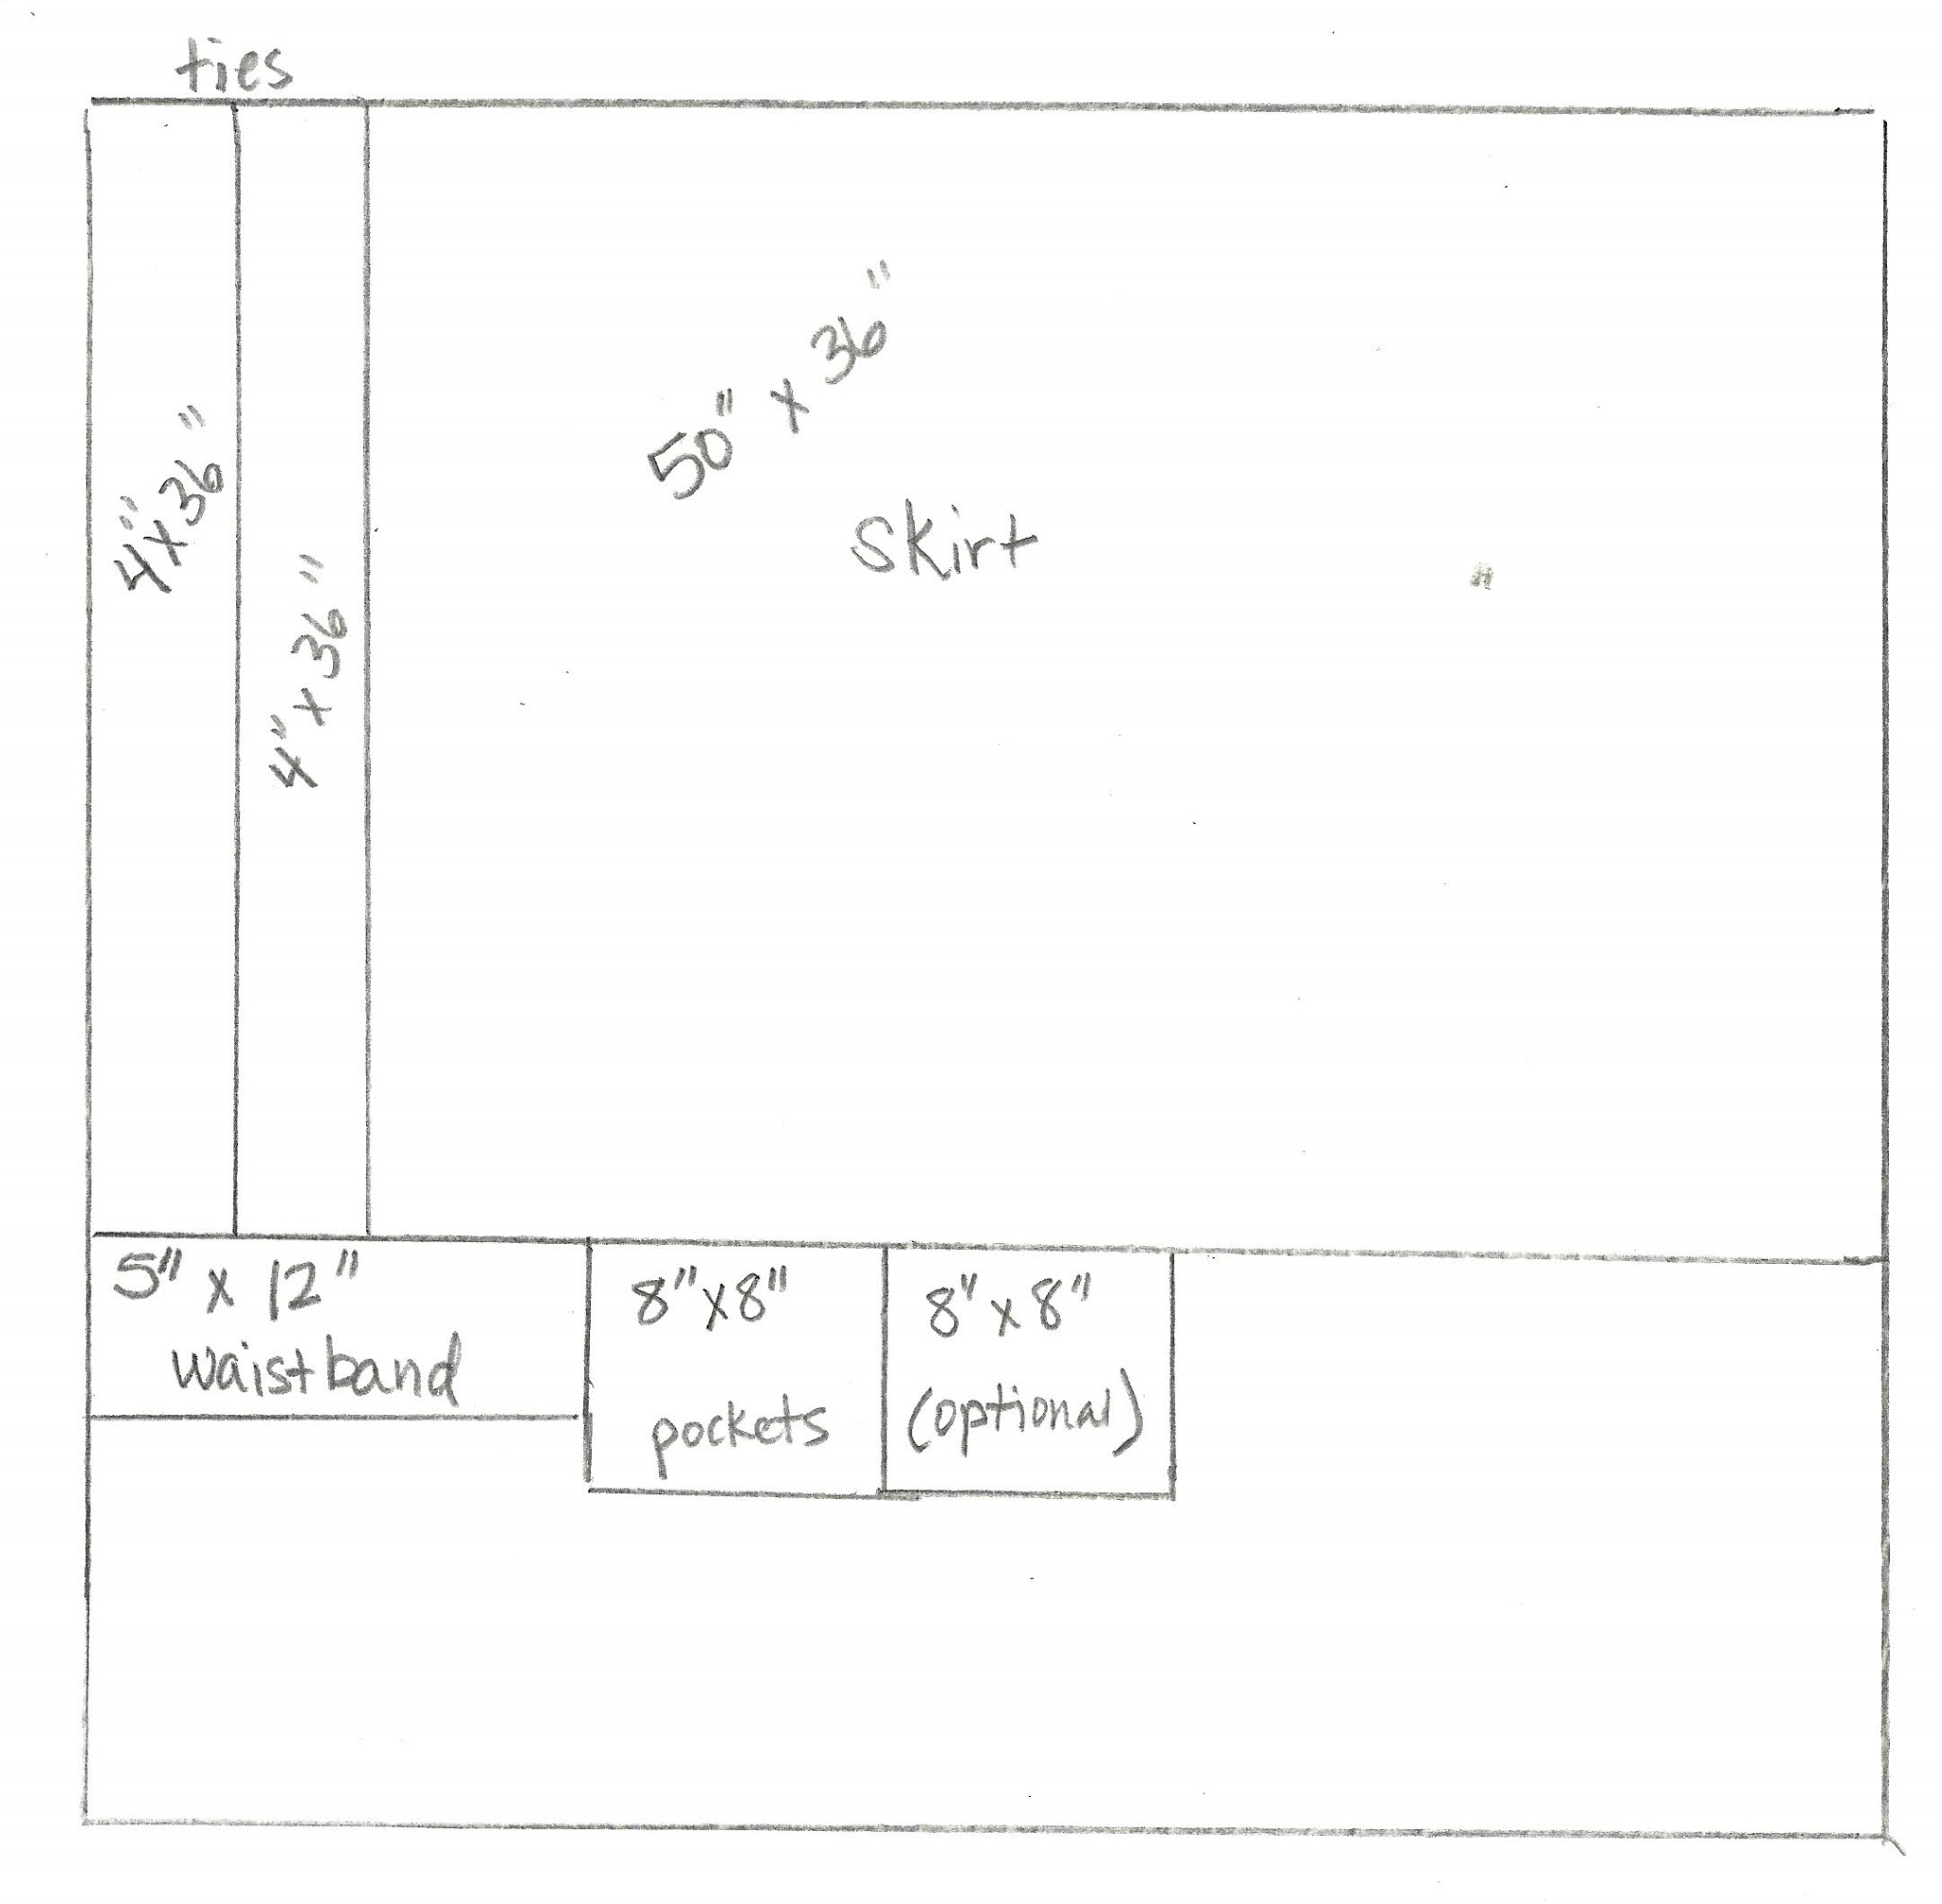 ties
4"x36"
4"x36"
50" x 36"
skirt
5" x 12"
waistband
8"x8"
pockets
8"x8"
(optional)